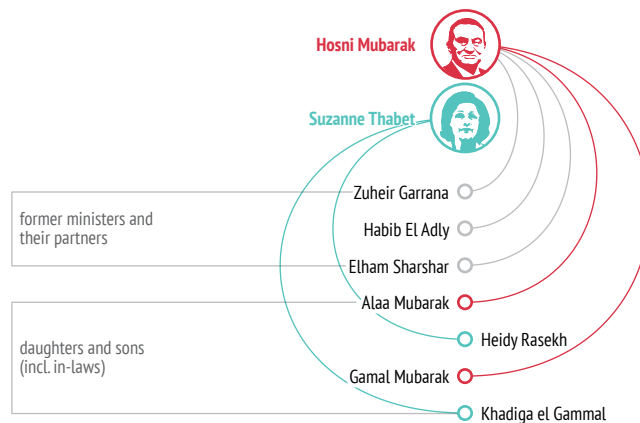 Hosni Mubarak
Suzanne Thabet
Zuheir Garrana
former ministers and
their partners
Habib El Adly
Elham Sharshar
Alaa Mubarak
Heidy Rasekh
daughters and sons
(incl. in-laws)
Gamal Mubarak
Khadiga el Gammal